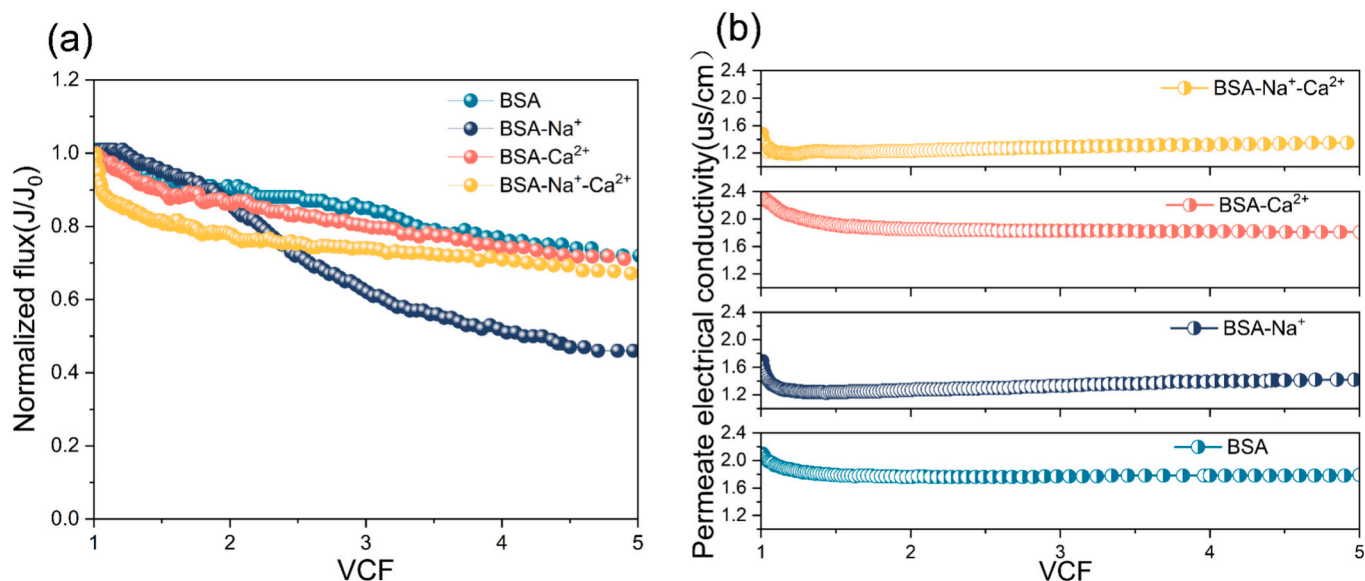 (a)
Normalized flux(J/J₀)
1.2
1.0
0.8
0.6
0.4
0.2
0.0
BSA
BSA-Na⁺
BSA-Ca²⁺
BSA-Na⁺-Ca²⁺
1 2 3 4 5
VCF
(b)
Permeate electrical conductivity(us/cm)
2.4
2.0
1.6
1.2
BSA-Na⁺-Ca²⁺
2.4
2.0
1.6
1.2
BSA-Ca²⁺
2.4
2.0
1.6
1.2
BSA-Na⁺
2.4
2.0
1.6
1.2
BSA
1 2 3 4 5
VCF